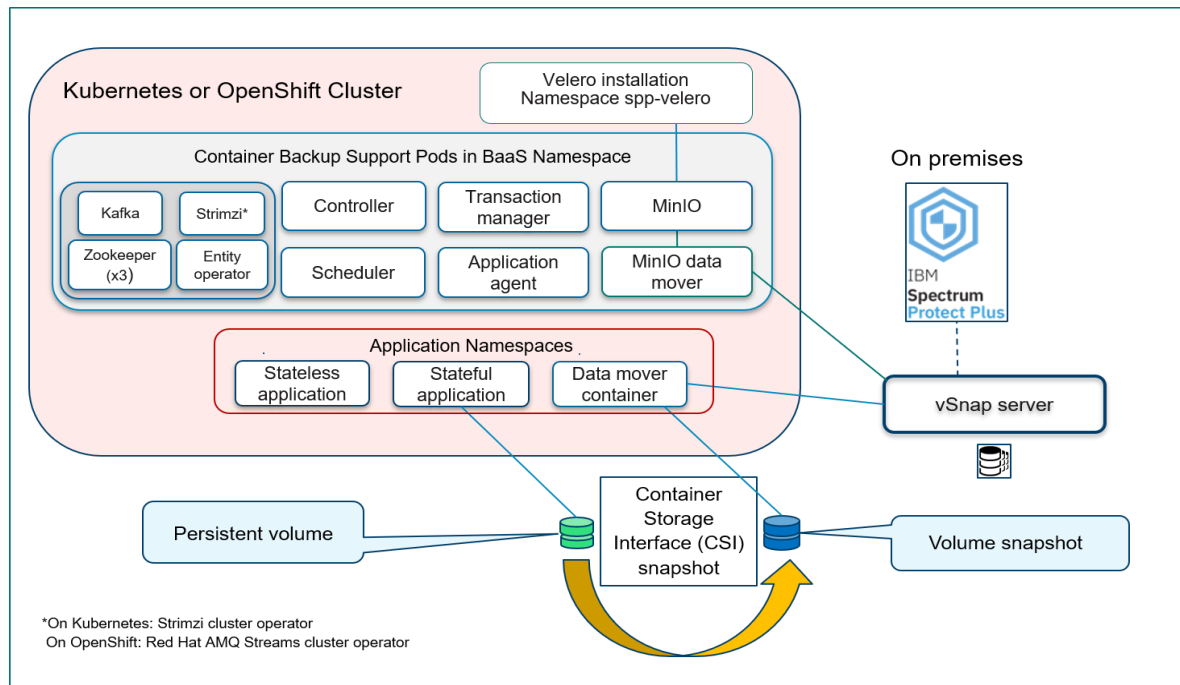 Kubernetes or OpenShift Cluster
Velero installation
Namespace spp-velero
Container Backup Support Pods in BaaS Namespace
Kafka
Strimzi*
Zookeeper
(x3)
Entity
operator
Controller
Transaction
manager
MinIO
Scheduler
Application
agent
MinIO data
mover
Application Namespaces
Stateless
application
Stateful
application
Data mover
container
On premises
IBM
Spectrum
Protect Plus
vSnap server
Persistent volume
Container
Storage
Interface (CSI)
snapshot
Volume snapshot
*On Kubernetes: Strimzi cluster operator
On OpenShift: Red Hat AMQ Streams cluster operator